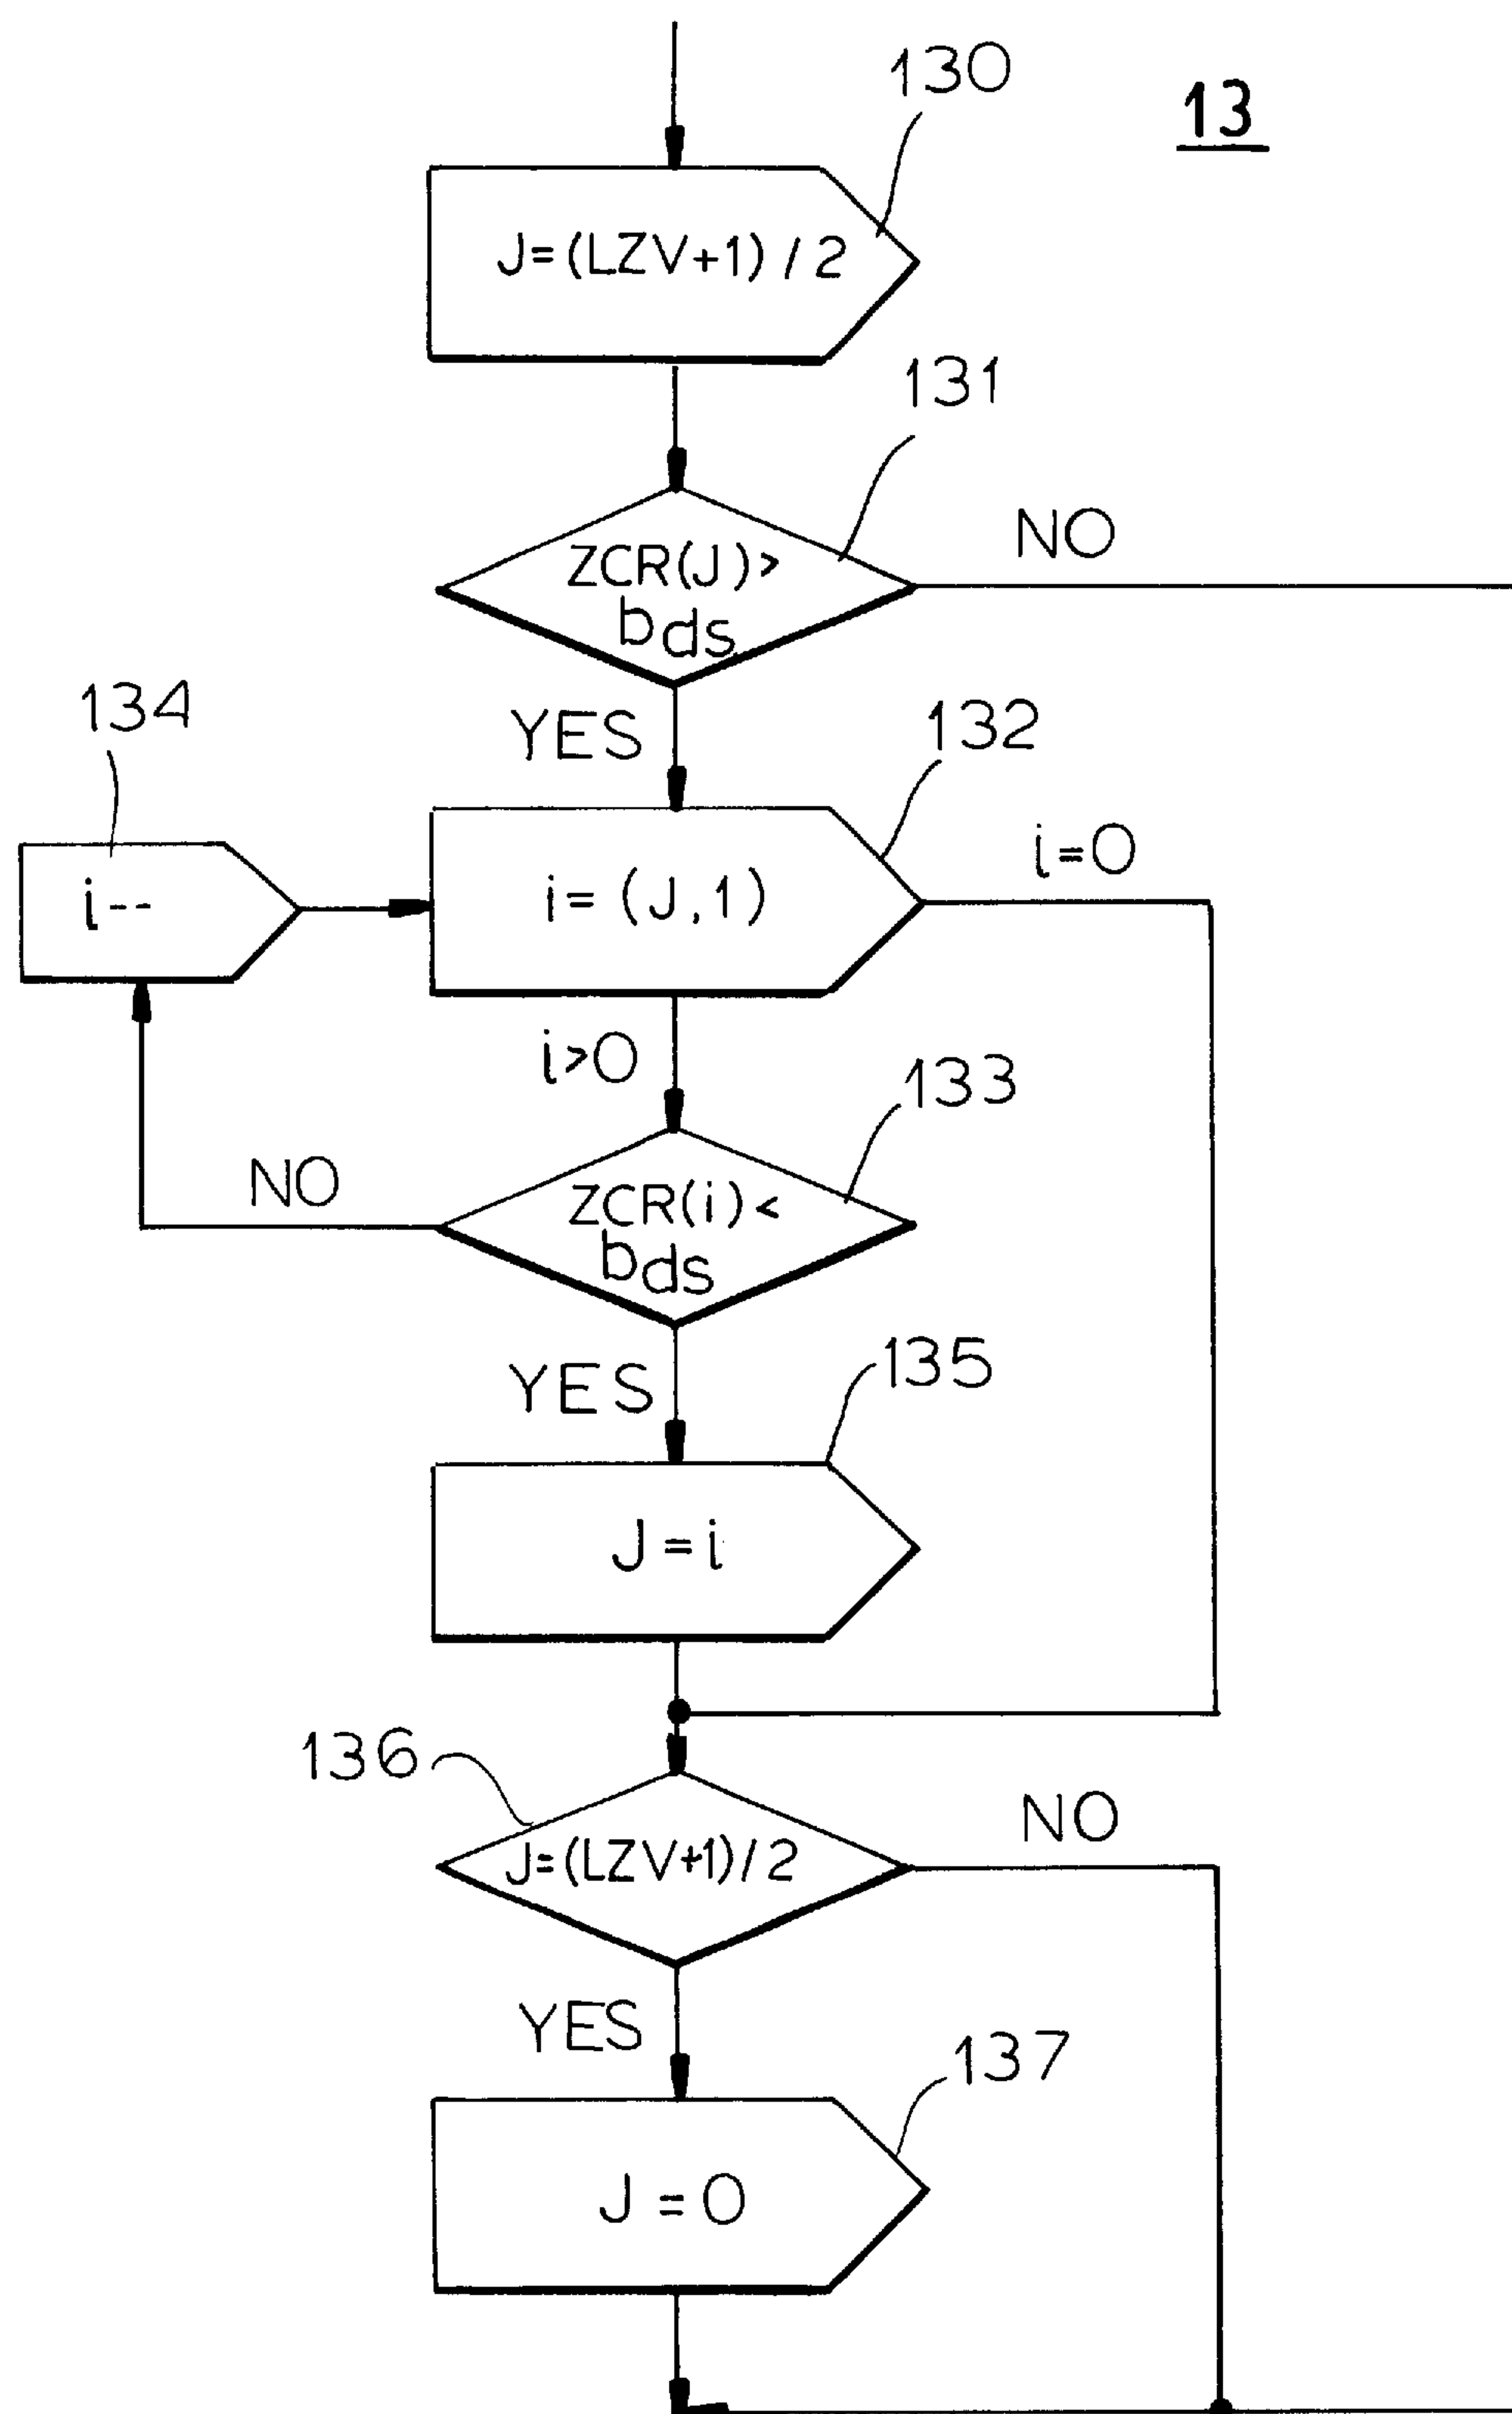 130
13
J=(LZV+1)/2
131
ZCR(J)>
bds
NO
134
YES
132
i--
i=(J,1)
i=0
i>0
133
NO
ZCR(i)<
bds
YES
135
J=i
136
NO
J=(LZV+1)/2
YES
137
J=0